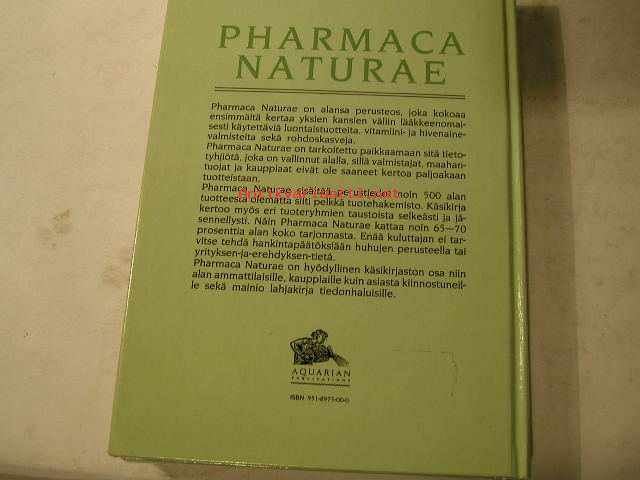 PHARMACA
NATURAE
Pharmaca Naturae on alansa perusteos, joka kokoaa
ensimmäitä kertaa yksien kansien väliin lääkkeenomai-
sesti käytettäviä luontaistuotteita, vitamiini- ja hivenaine-
valmisteita sekä rohdoskasveja.
Pharmaca Naturae on tarkoitettu paikkaamaan sitä tieto-
tyhjiötä, joka on vallinnut alalla, sillä valmistajat, maahan-
tuojat ja kauppiaat eivät ole saaneet kertoa paljoakaan
tuotteistaan.
Pharmaca Naturae sisältää perustiedot noin 500 alan
tuotteesta olematta silti pelkkä tuotehakemisto. Käsikirja
kertoo myös eri tuoteryhmien taustoista selkeästi ja jä-
sennellysti. Näin Pharmaca Naturae kattaa noin 65—70
prosenttia alan koko tarjonnasta. Enää kuluttajan ei tar-
vitse tehdä hankintapäätöksiään huhujen perusteella tai
yrityksen-ja-erehdyksen-tietä.
Pharmaca Naturae on hyödyllinen käsikirjaston osa niin
alan ammattilaisille, kauppiaille kuin asiasta kiinnostuneil-
le sekä mainio lahjakirja tiedonhaluisille.
AQUARIAN
PUBLICATIONS
ISBN 951-8975-00-0